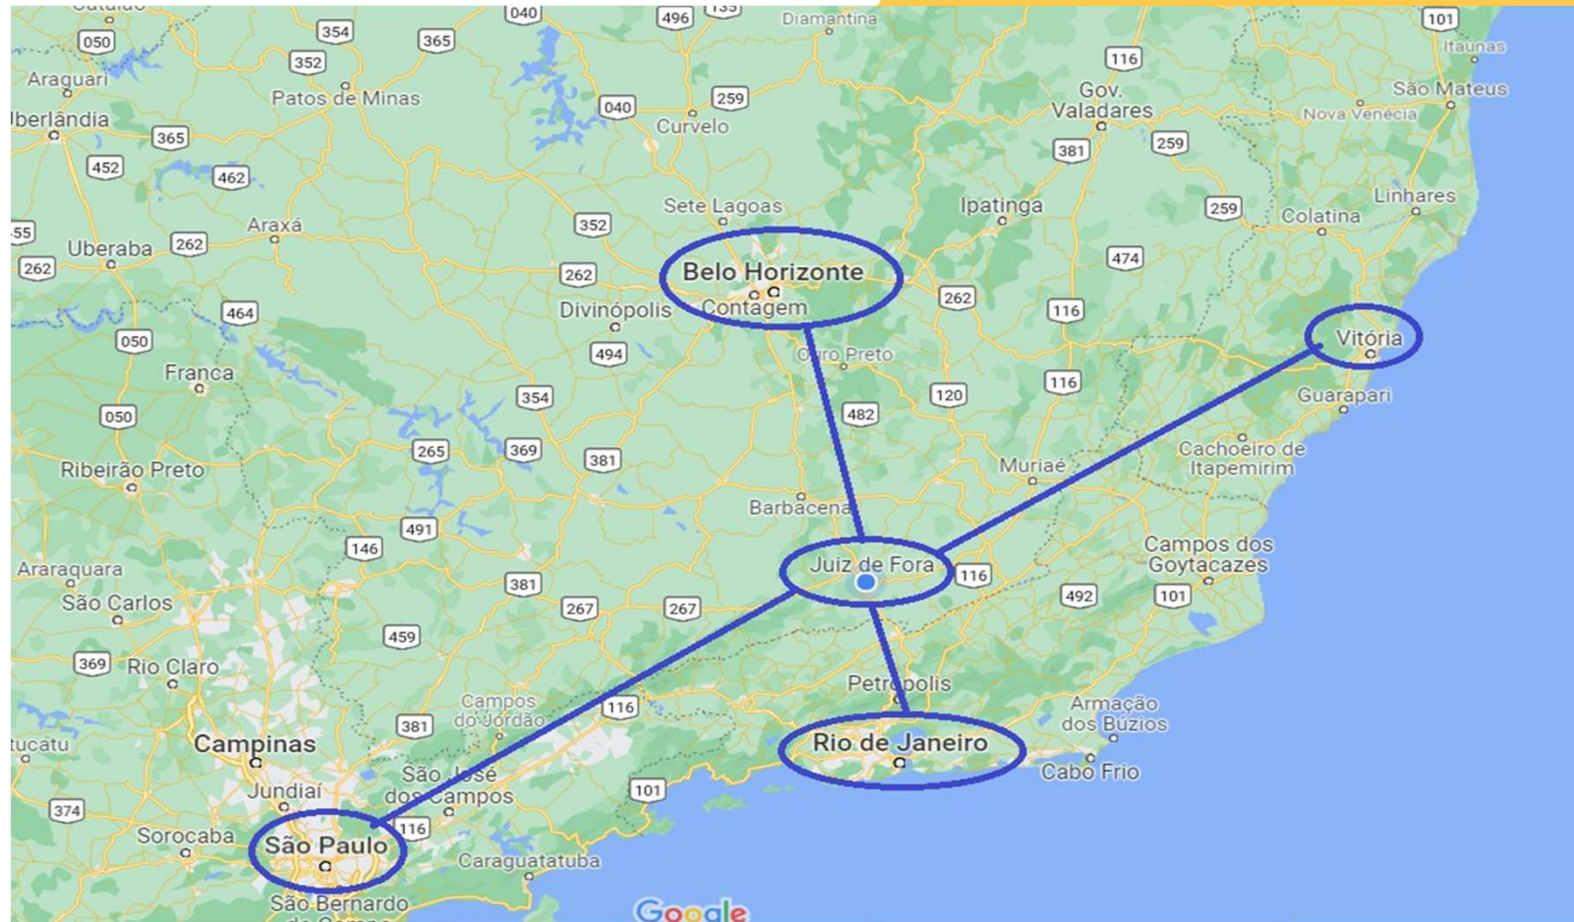 040
496
135
Diamantina
101
050
354
365
Itaúnas
352
116
Araguari
Patos de Minas
040
259
Gov.
Valadares
São Mateus
Nova Venécia
Curvelo
365
381
259
452
462
Sete Lagoas
Ipatinga
259
Linhares
Colatina
352
Araxá
Uberaba
262
262
262
Belo Horizonte
474
Contagem
262
Divinópolis
464
116
050
494
Ouro Preto
Vitória
Franca
354
120
116
Guarapari
050
482
265
369
381
Cachoeiro de
Itapemirim
Muriaé
Ribeirão Preto
Barbacena
491
146
Campos dos
Goytacazes
Juiz de Fora
116
Araraquara
381
267
267
492
101
São Carlos
459
369
Rio Claro
Petrópolis
Campos
do Jordão
116
Armação
dos Búzios
381
Campinas
Rio de Janeiro
Cabo Frio
São José
dos Campos
101
Jundiaí
374
Sorocaba
São Paulo
116
Caraguatatuba
São Bernardo
Google